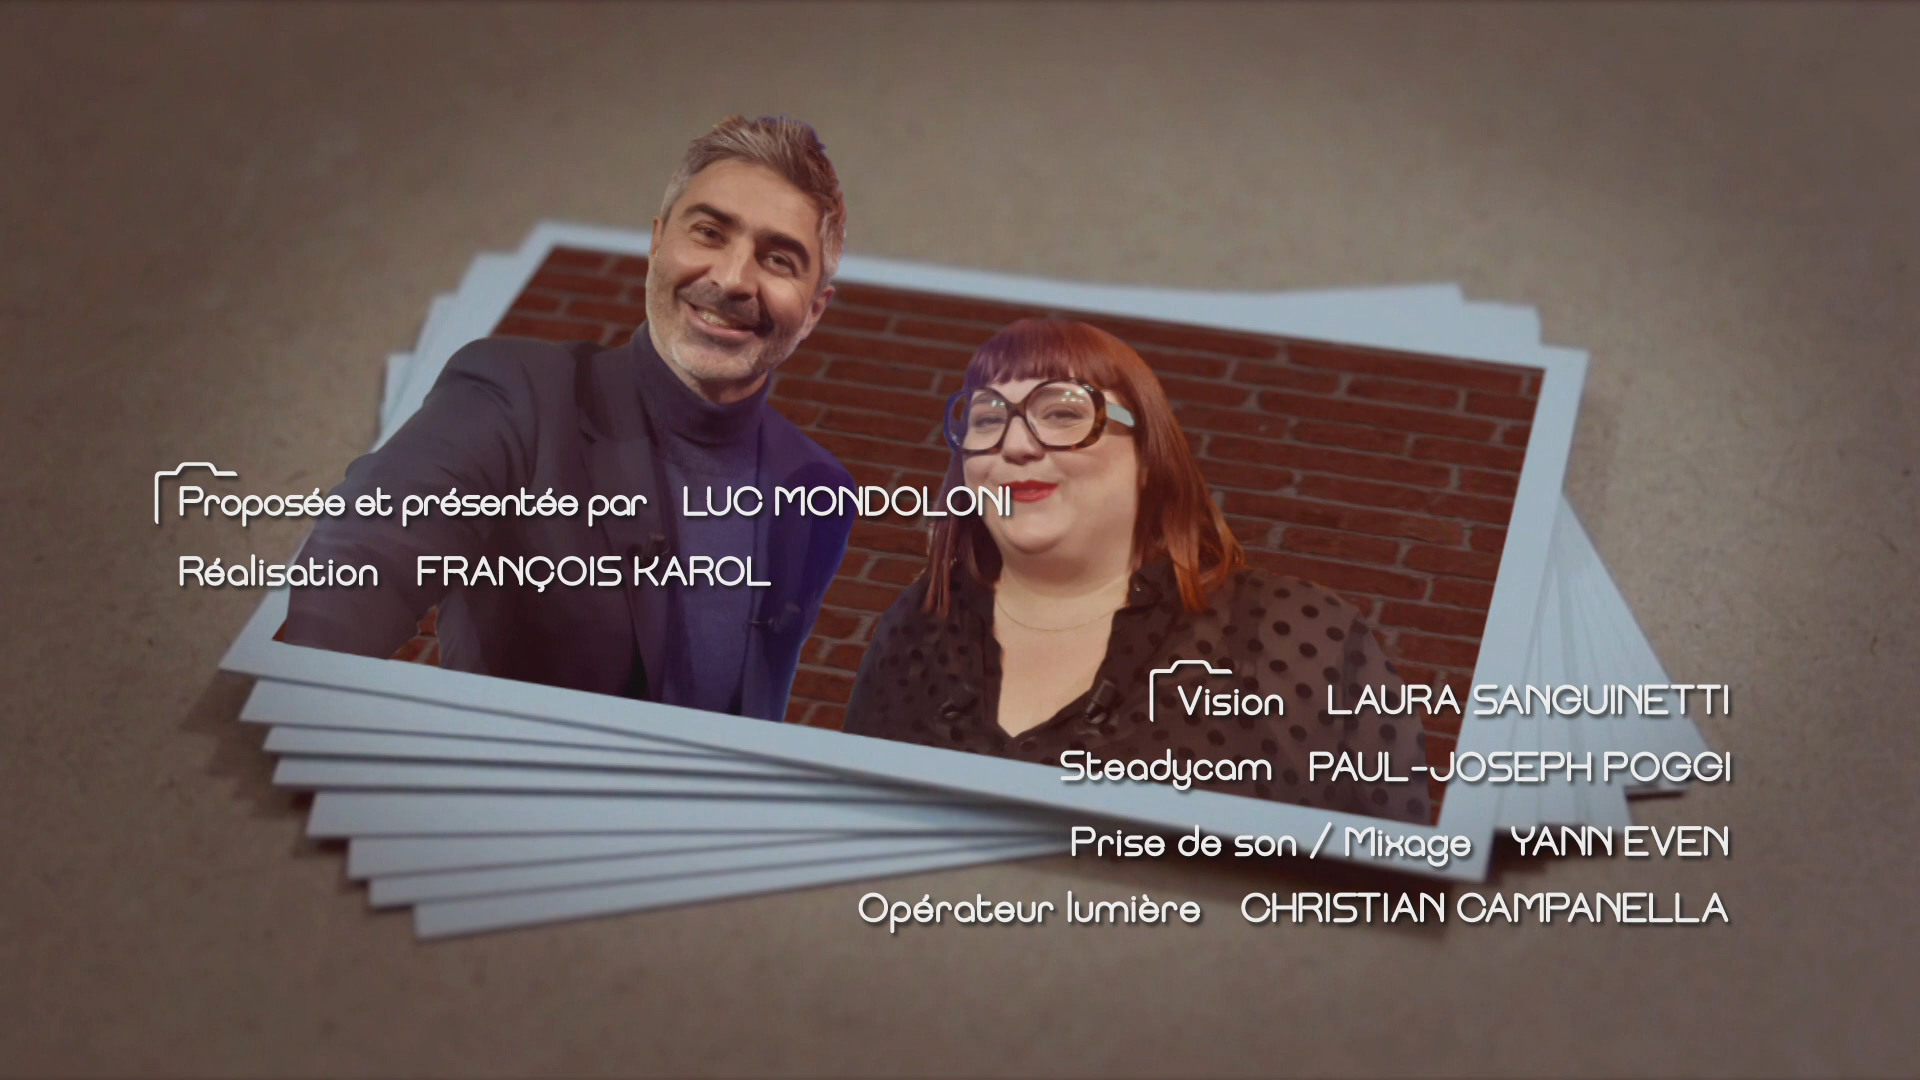 Proposée et présentée par LUC MONDOLONI
Réalisation FRANÇOIS KAROL
Vision LAURA SANGUINETTI
Steadycam PAUL-JOSEPH POGGI
Prise de son / Mixage YANN EVEN
Opérateur lumière CHRISTIAN CAMPANELLA